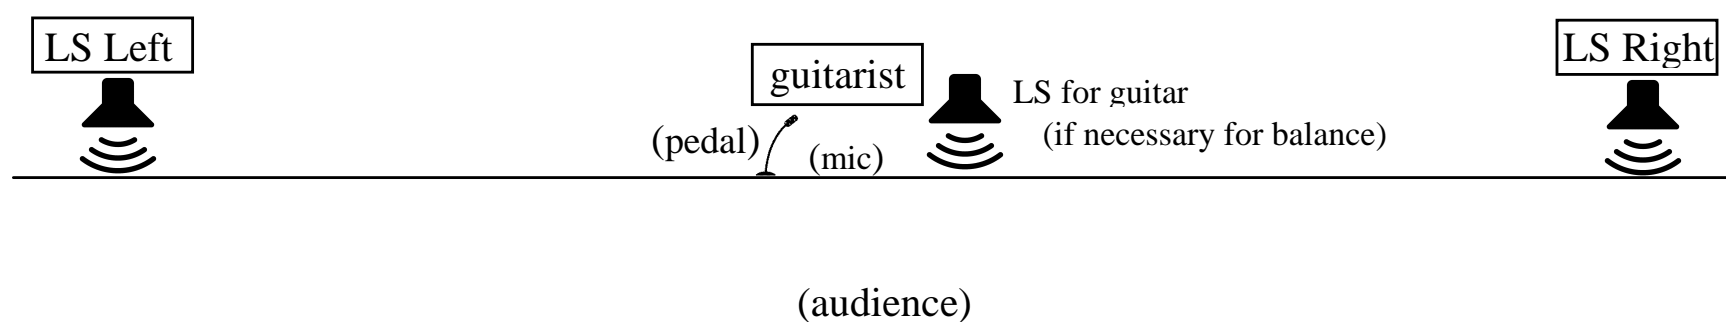 LS Left
guitarist
LS for guitar
(if necessary for balance)
LS Right
(pedal)
(mic)
(audience)